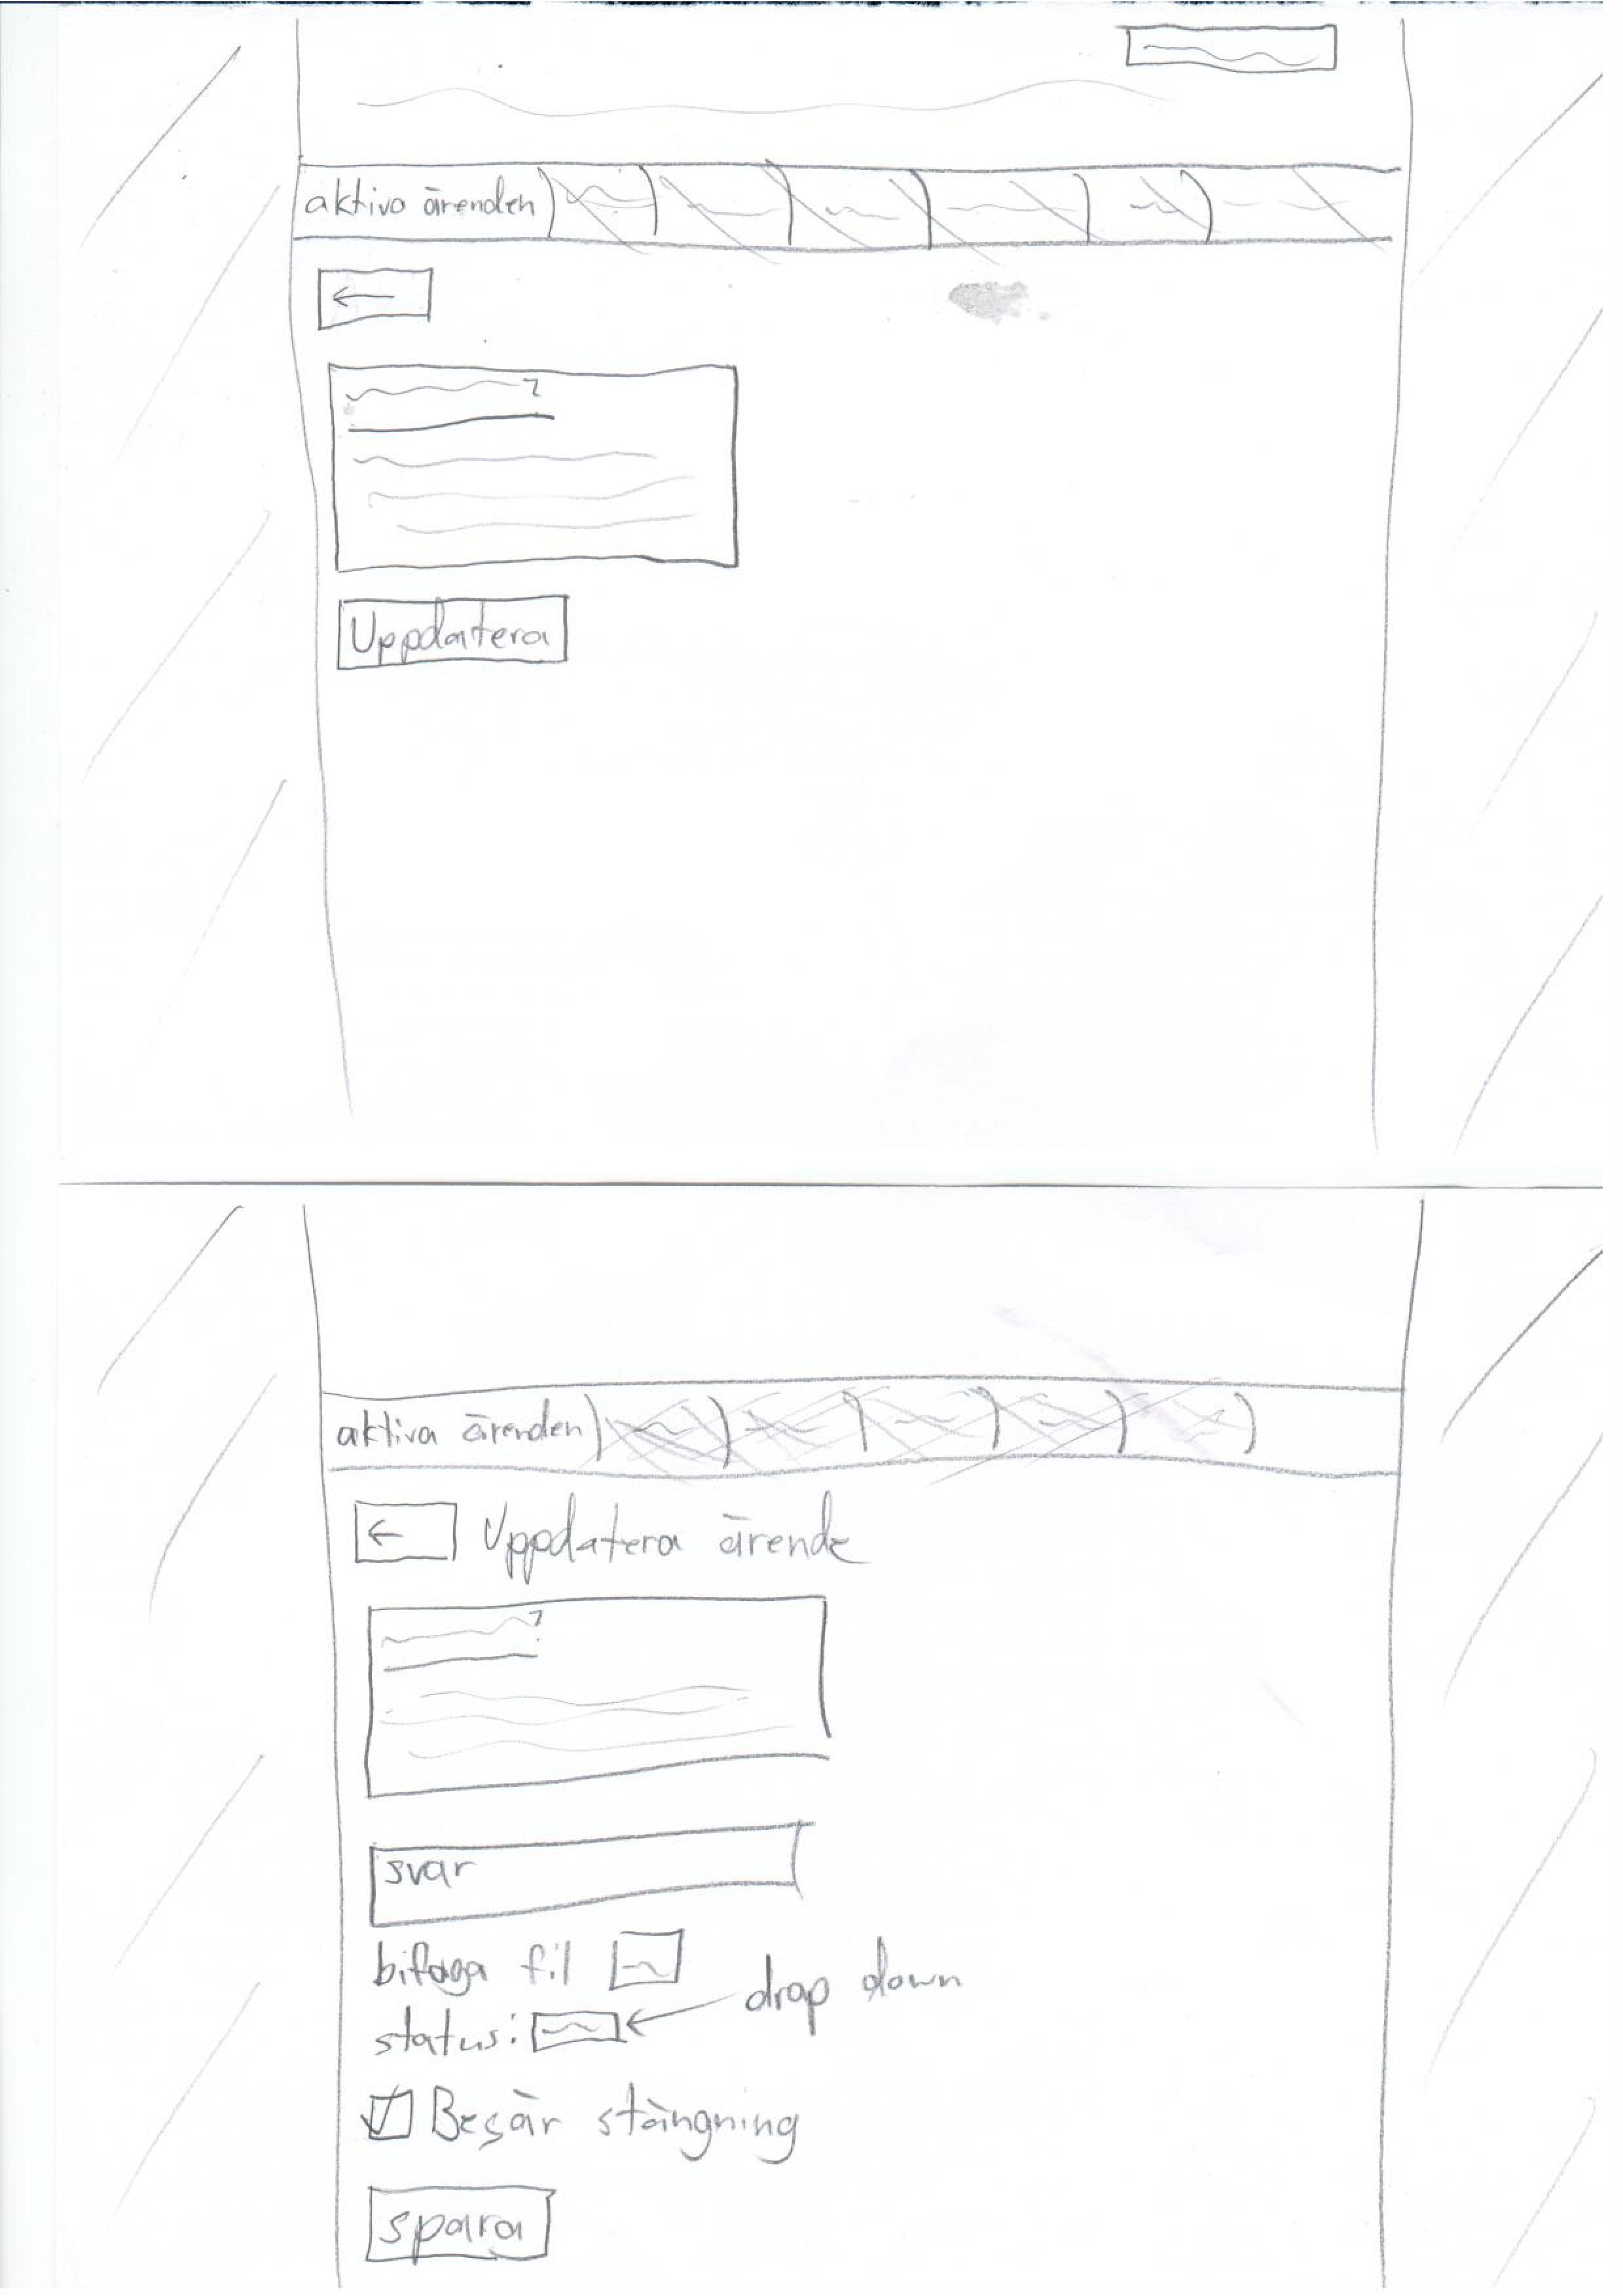 aktiva ärenden
Uppdatera
aktiva ärenden
Uppdatera ärende
svar
bifoga fil
drop down
status:
Begär stängning
spara